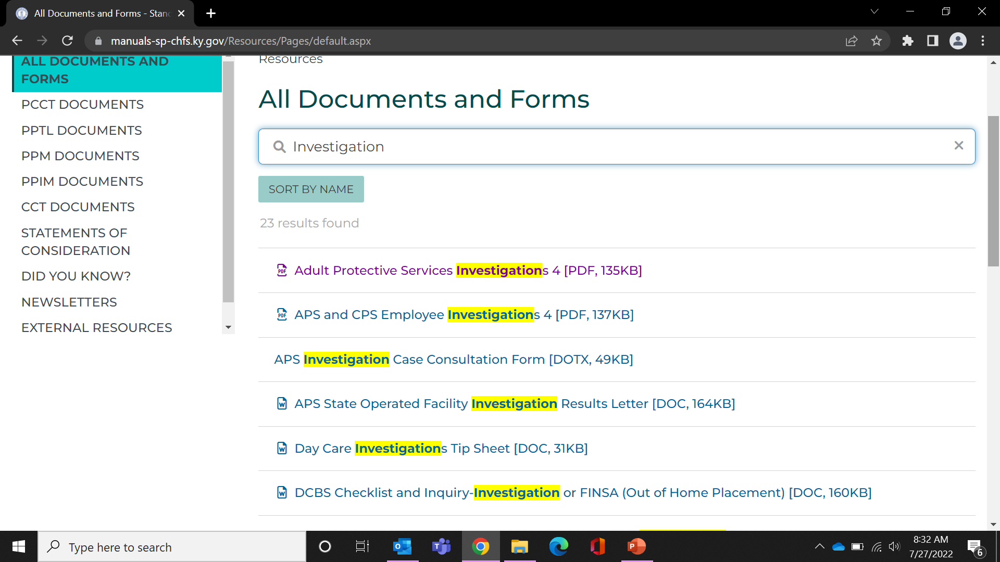 All Documents and Forms - Stand
manuals-sp-chfs.ky.gov/Resources/Pages/default.aspx
ALL DOCUMENTS AND
FORMS
PCCT DOCUMENTS
PPTL DOCUMENTS
PPM DOCUMENTS
PPIM DOCUMENTS
CCT DOCUMENTS
STATEMENTS OF
CONSIDERATION
DID YOU KNOW?
NEWSLETTERS
EXTERNAL RESOURCES
Resources
All Documents and Forms
Investigation
SORT BY NAME
23 results found
PDF Adult Protective Services Investigations 4 [PDF, 135KB]
PDF APS and CPS Employee Investigations 4 [PDF, 137KB]
APS Investigation Case Consultation Form [DOTX, 49KB]
W APS State Operated Facility Investigation Results Letter [DOC, 164KB]
W Day Care Investigations Tip Sheet [DOC, 31KB]
W DCBS Checklist and Inquiry-Investigation or FINSA (Out of Home Placement) [DOC, 160KB]
Type here to search
8:32 AM
7/27/2022
6